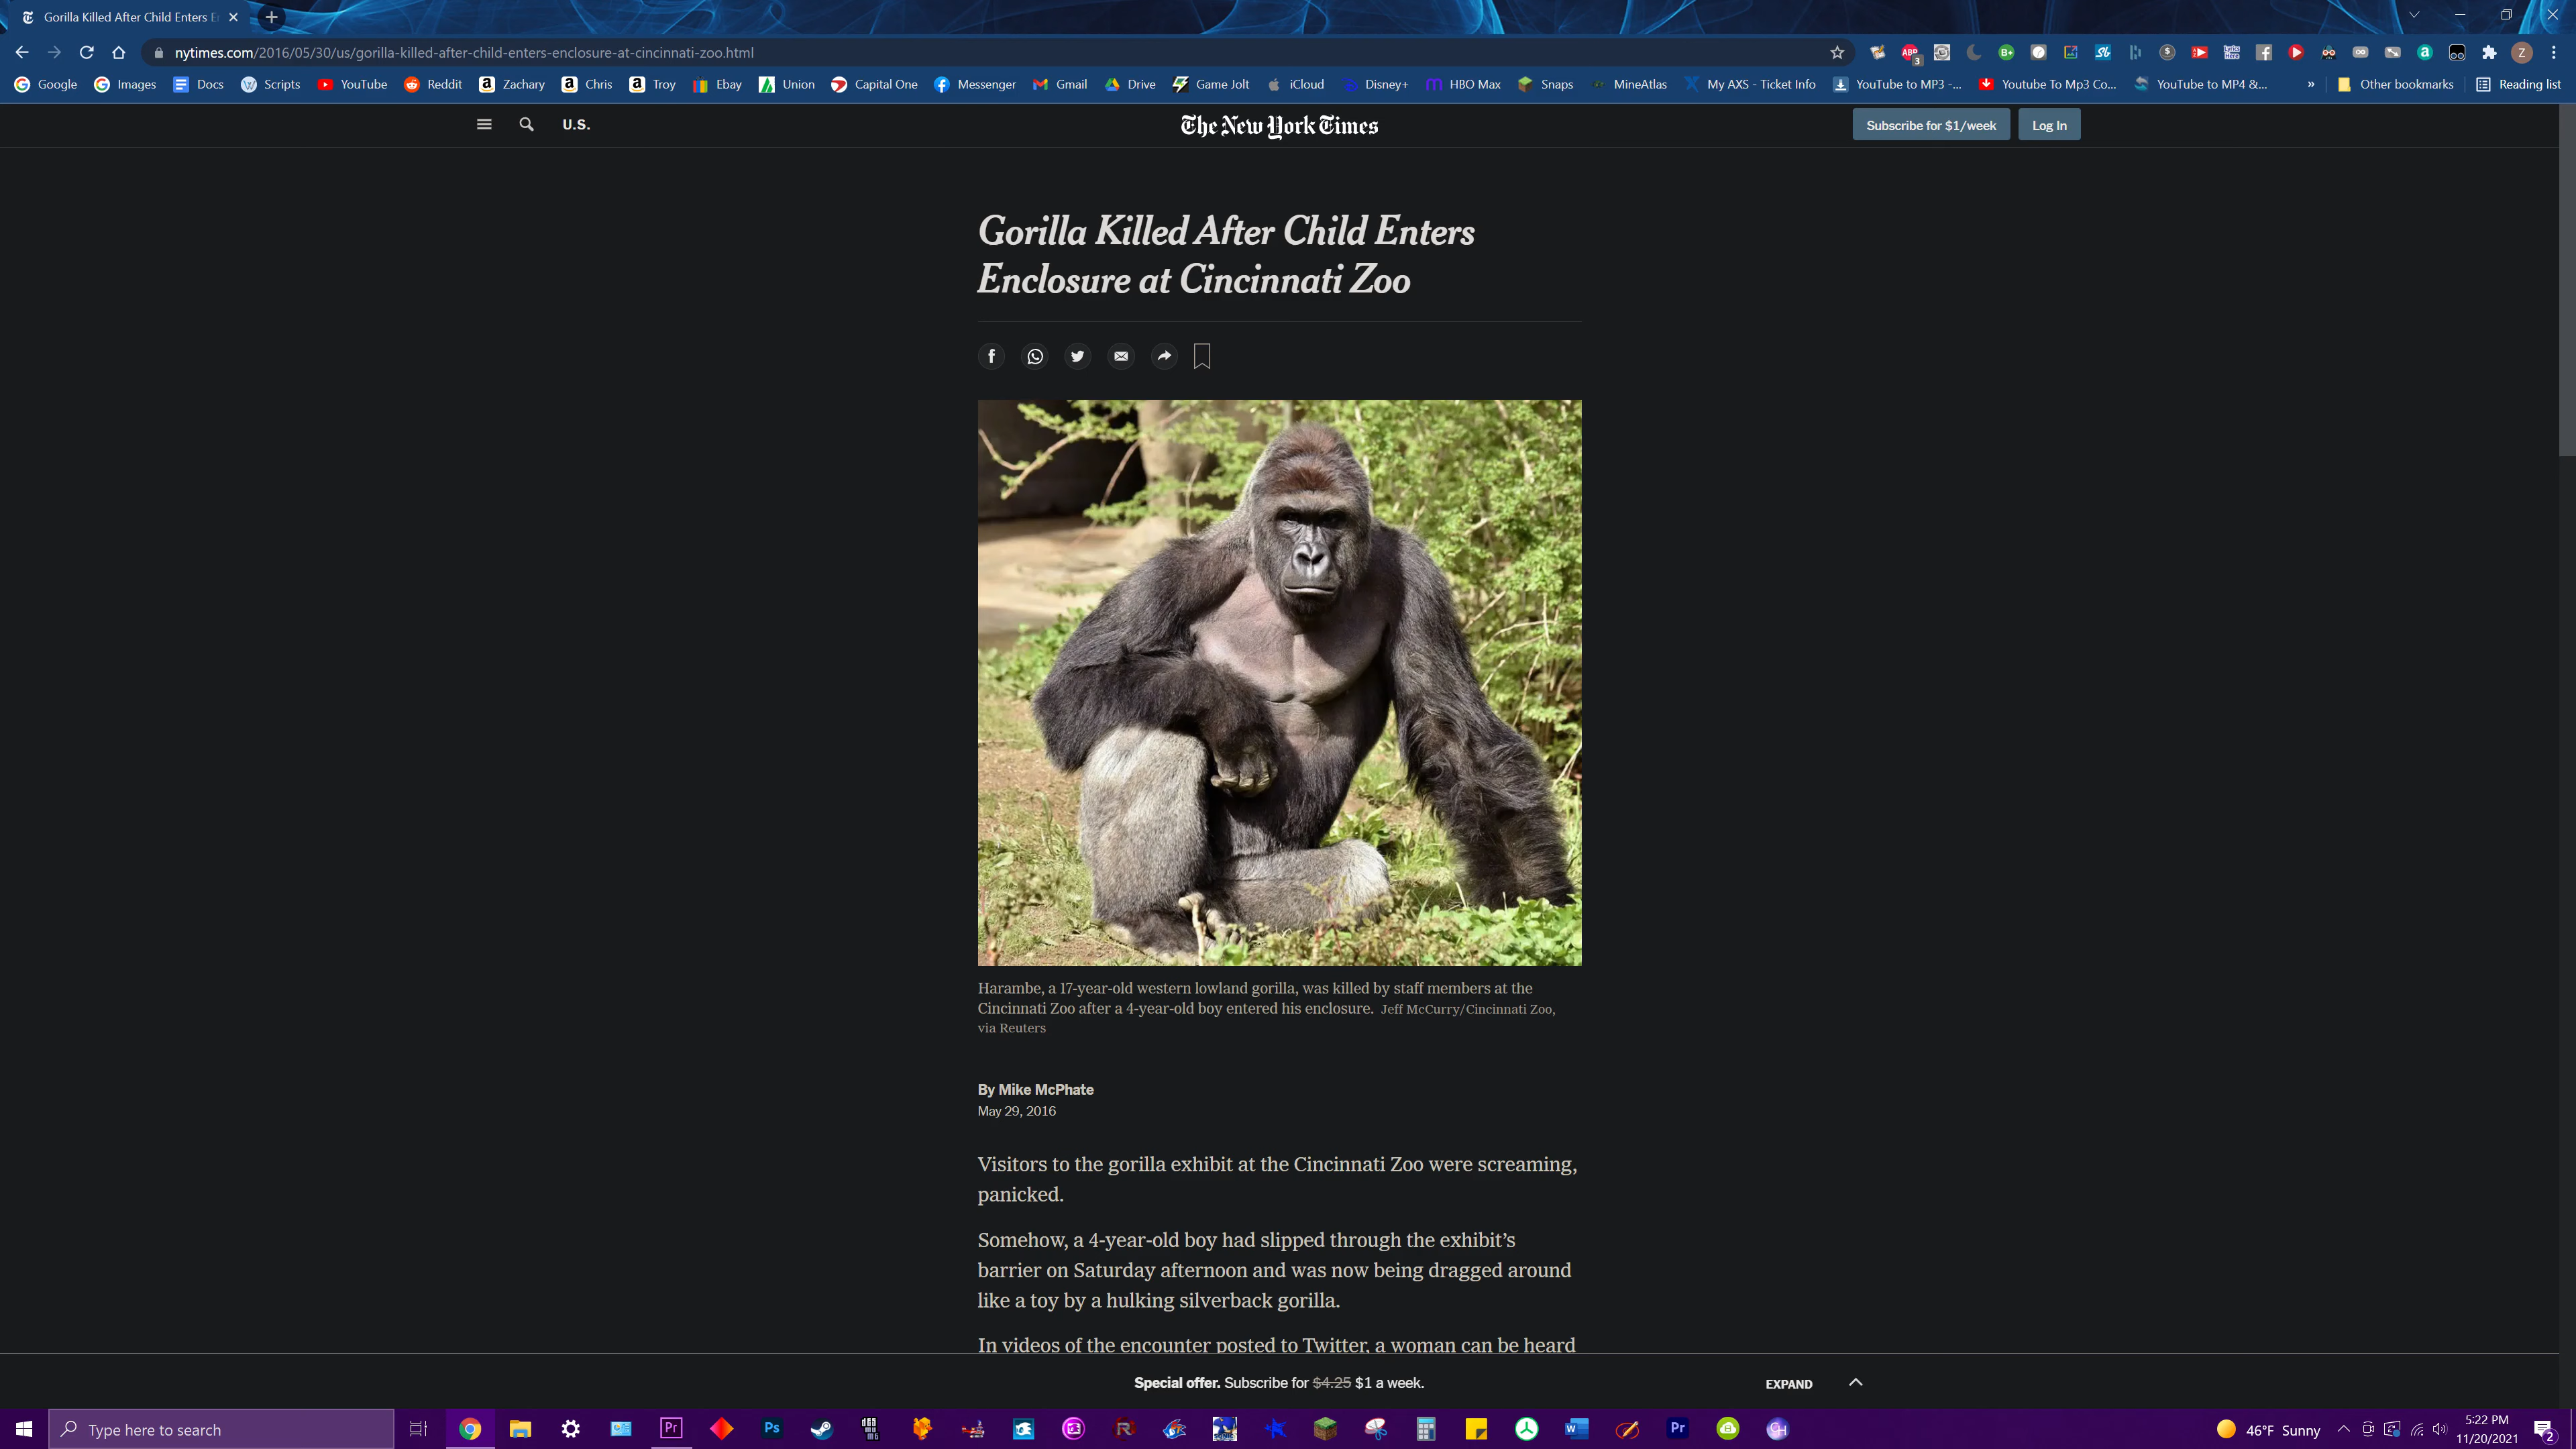 Gorilla Killed After Child Enters E
nytimes.com/2016/05/30/us/gorilla-killed-after-child-enters-enclosure-at-cincinnati-zoo.html
ABP
3
B+
Z
Google Images Docs Scripts YouTube Reddit Zachary Chris Troy Ebay Union Capital One Messenger Gmail Drive Game Jolt iCloud Disney+ HBO Max Snaps MineAtlas My AXS - Ticket Info YouTube to MP3 -... Youtube To Mp3 Co... YouTube to MP4 &... » Other bookmarks Reading list
U.S. The New York Times Subscribe for $1/week Log In
Gorilla Killed After Child Enters
Enclosure at Cincinnati Zoo
Harambe, a 17-year-old western lowland gorilla, was killed by staff members at the
Cincinnati Zoo after a 4-year-old boy entered his enclosure. Jeff McCurry/Cincinnati Zoo,
via Reuters
By Mike McPhate
May 29, 2016
Visitors to the gorilla exhibit at the Cincinnati Zoo were screaming,
panicked.
Somehow, a 4-year-old boy had slipped through the exhibit’s
barrier on Saturday afternoon and was now being dragged around
like a toy by a hulking silverback gorilla.
In videos of the encounter posted to Twitter, a woman can be heard
Special offer. Subscribe for $4.25 $1 a week. EXPAND
Type here to search Pr Ps Pr 46°F Sunny
5:22 PM
11/20/2021
2